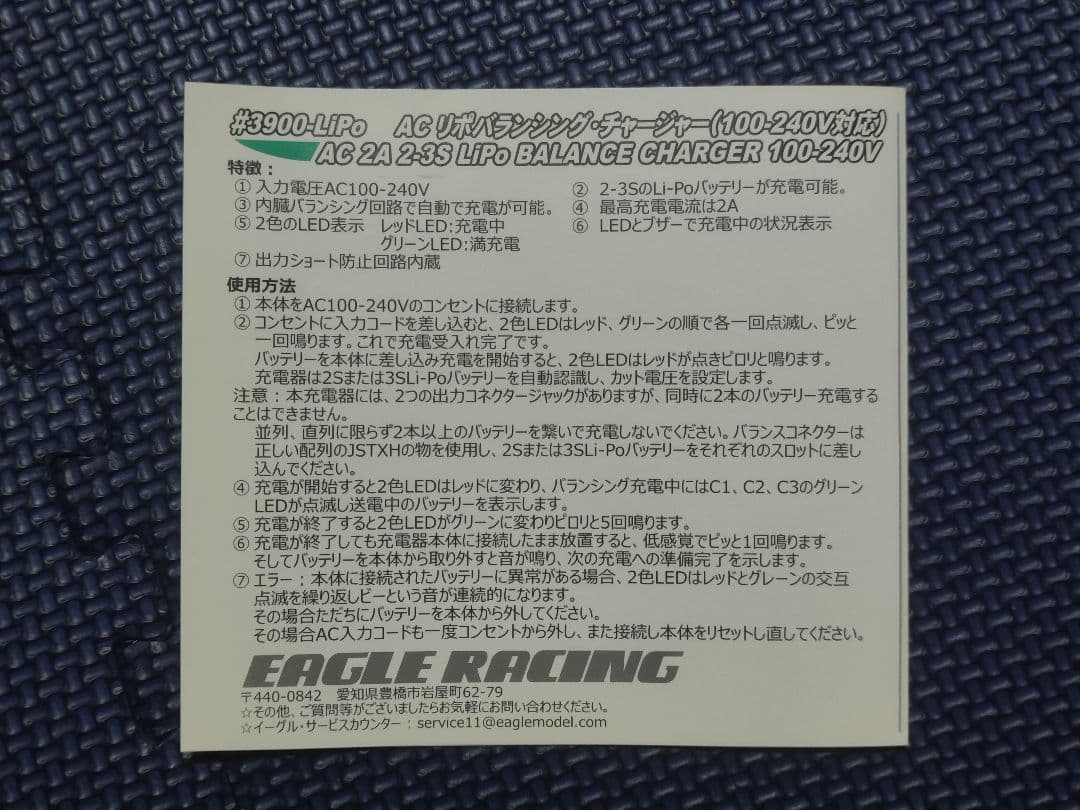 #3900-LiPo ACリポバランシング・チャージャー(100-240V対応)
AC 2A 2-3S LiPo BALANCE CHARGER 100-240V
特徴：
① 入力電圧AC100-240V ② 2-3SのLi-Poバッテリーが充電可能。
③ 内臓バランシング回路で自動で充電が可能。 ④ 最高充電電流は2A
⑤ 2色のLED表示 レッドLED:充電中 ⑥ LEDとブザーで充電中の状況表示
グリーンLED:満充電
⑦ 出力ショート防止回路内蔵
使用方法
① 本体をAC100-240Vのコンセントに接続します。
② コンセントに入力コードを差し込むと、2色LEDはレッド、グリーンの順で各一回点滅し、ピッと
一回鳴ります。これで充電受入れ完了です。
バッテリーを本体に差し込み充電を開始すると、2色LEDはレッドが点きピロリと鳴ります。
充電器は2Sまたは3SLi-Poバッテリーを自動認識し、カット電圧を設定します。
注意：本充電器には、2つの出力コネクタージャックがありますが、同時に2本のバッテリー充電する
ことはできません。
並列、直列に限らず2本以上のバッテリーを繋いで充電しないでください。バランスコネクターは
正しい配列のJSTXHの物を使用し、2Sまたは3SLi-Poバッテリーをそれぞれのスロットに差し
込んでください。
④ 充電が開始すると2色LEDはレッドに変わり、バランシング充電中にはC1、C2、C3のグリーン
LEDが点滅し送電中のバッテリーを表示します。
⑤ 充電が終了すると2色LEDがグリーンに変わりピロリと5回鳴ります。
⑥ 充電が終了しても充電器本体に接続したまま放置すると、低感覚でピッと1回鳴ります。
そしてバッテリーを本体から取り外すと音が鳴り、次の充電への準備完了を示します。
⑦ エラー：本体に接続されたバッテリーに異常がある場合、2色LEDはレッドとグレーンの交互
点滅を繰り返しビーという音が連続的になります。
その場合ただちにバッテリーを本体から外してください。
その場合AC入力コードも一度コンセントから外し、また接続し本体をリセットし直してください。
EAGLE RACING
〒440-0842 愛知県豊橋市岩屋町62-79
☆その他、ご質問等がございましたらお気軽にお問い合わせください。
☆イーグル・サービスカウンター：service11@eaglemodel.com